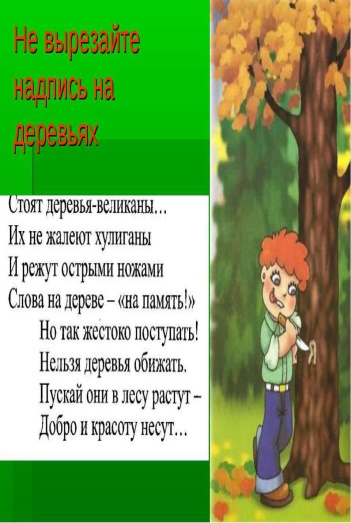 Не вырезайте
надпись на
деревьях
Стоят деревья-великаны…
Их не жалеют хулиганы
И режут острыми ножами
Слова на дереве – «на память!»
Но так жестоко поступать!
Нельзя деревья обижать.
Пускай они в лесу растут –
Добро и красоту несут…